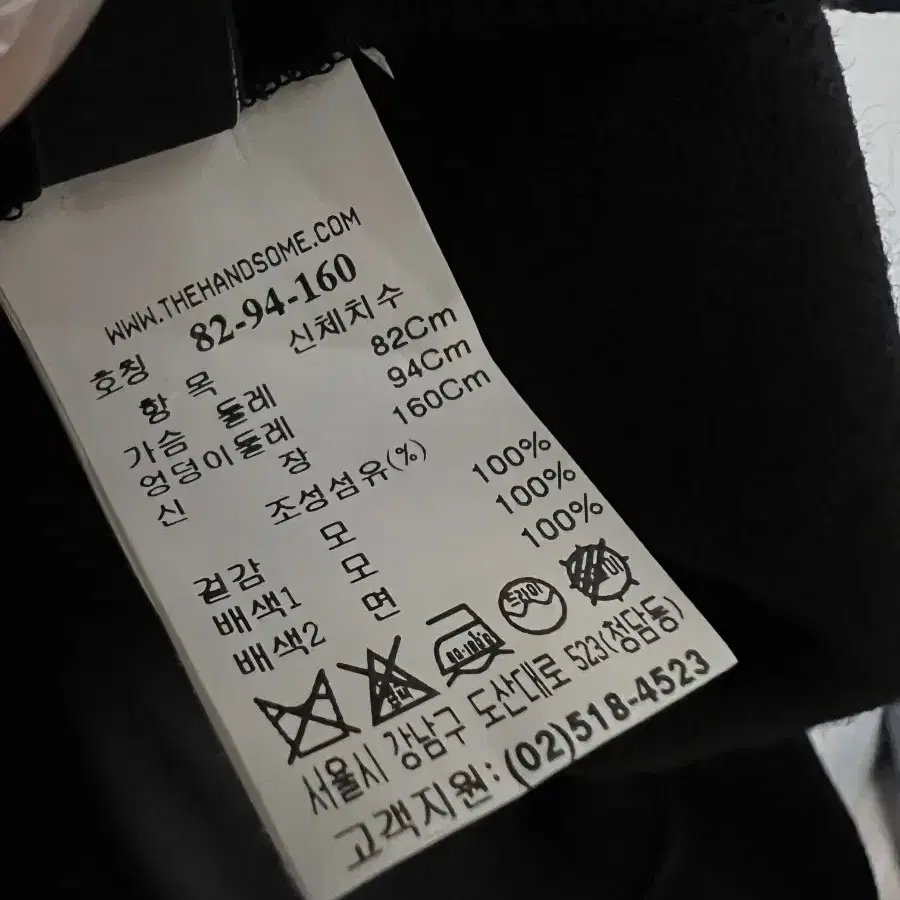 WWW.THEHANDSOME.COM
호칭 82-94-160
항 목 신체치수
가슴 둘레 82Cm
엉덩이둘레 94Cm
신 장 160Cm
조성섬유(%)
겉감 모 100%
배색1 모 100%
배색2 면 100%
드라이
서울시 강남구 도산대로 523(청담동)
고객지원: (02)518-4523